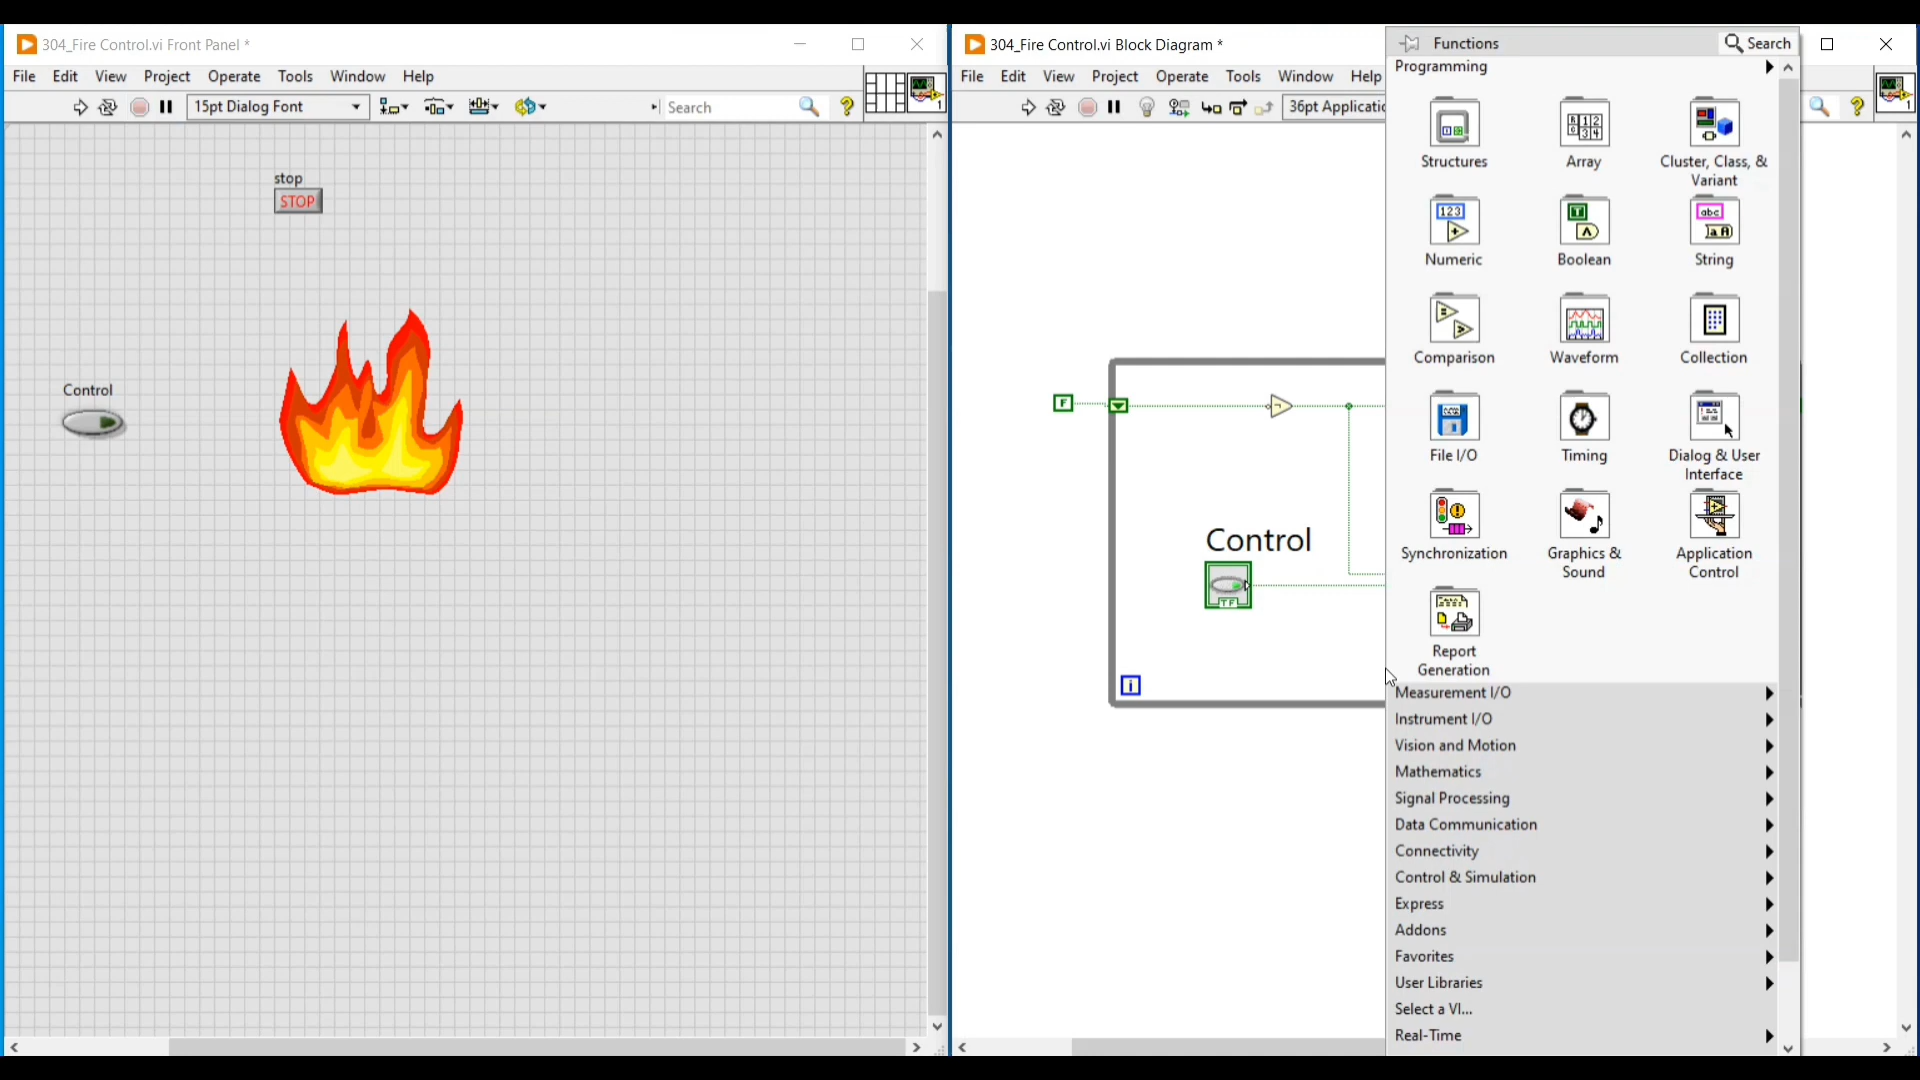 304_Fire Control.vi Front Panel *
File Edit View Project Operate Tools Window Help
15pt Dialog Font
Search
1
stop
STOP
Control
304_Fire Control.vi Block Diagram *
File Edit View Project Operate Tools Window Help
36pt Applicatic
1
F
Control
TF
i
Functions
Search
Programming
Structures
Array
Cluster, Class, &
Variant
Numeric
Boolean
String
Comparison
Waveform
Collection
File I/O
Timing
Dialog & User
Interface
Synchronization
Graphics &
Sound
Application
Control
Report
Generation
Measurement I/O
Instrument I/O
Vision and Motion
Mathematics
Signal Processing
Data Communication
Connectivity
Control & Simulation
Express
Addons
Favorites
User Libraries
Select a VI...
Real-Time